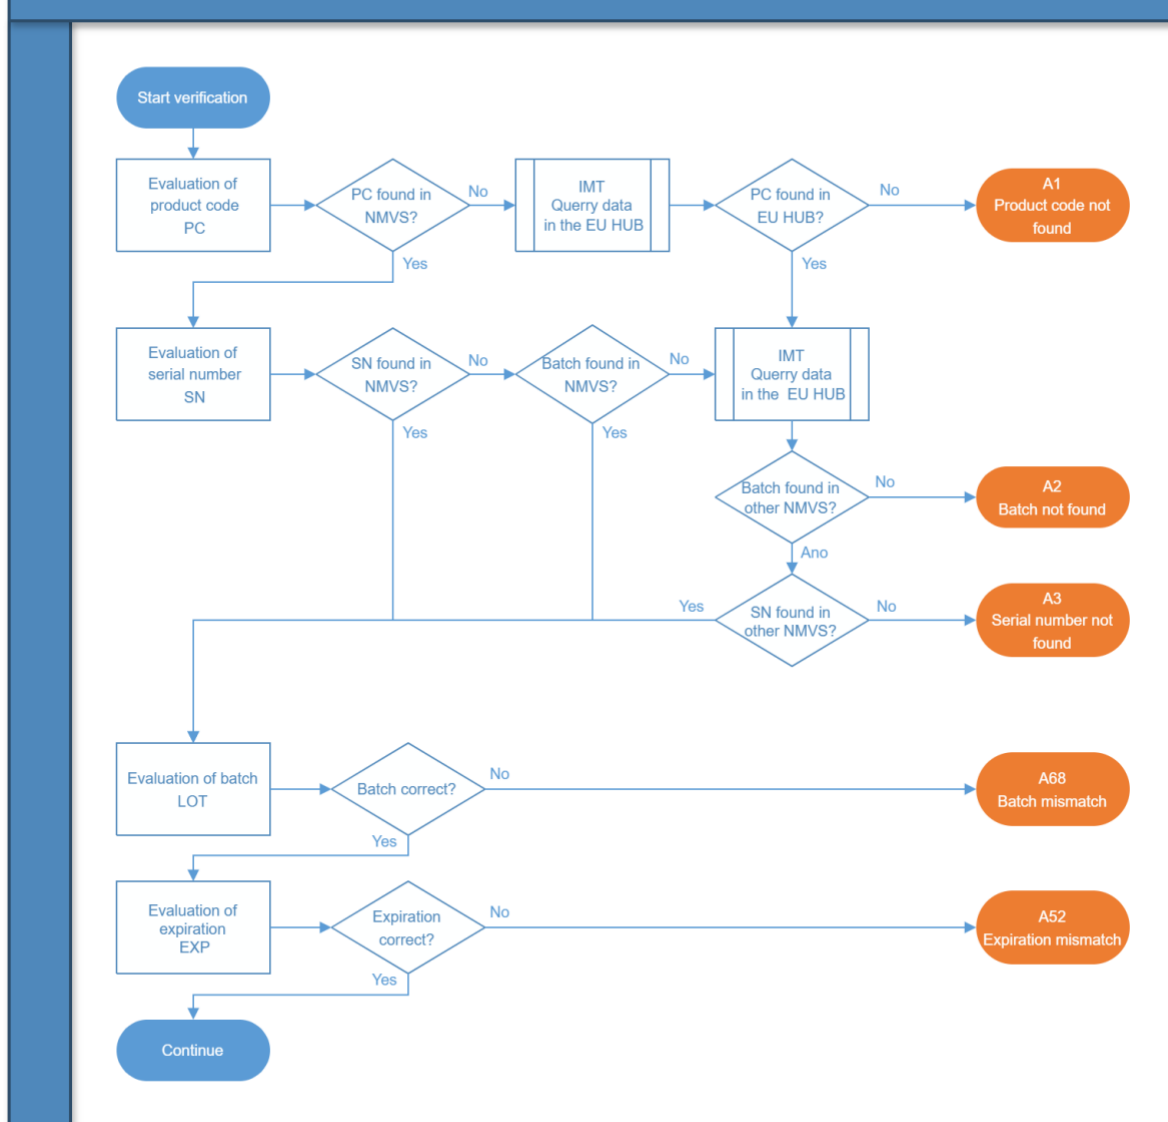 Start verification
Evaluation of
product code
PC
PC found in
NMVS?
No
IMT
Querry data
in the EU HUB
PC found in
EU HUB?
No
A1
Product code not
found
Yes
Yes
Evaluation of
serial number
SN
SN found in
NMVS?
No
Batch found in
NMVS?
No
IMT
Querry data
in the EU HUB
Yes
Yes
Batch found in
other NMVS?
No
A2
Batch not found
Ano
Yes
SN found in
other NMVS?
No
A3
Serial number not
found
Evaluation of batch
LOT
Batch correct?
No
A68
Batch mismatch
Yes
Evaluation of
expiration
EXP
Expiration
correct?
No
A52
Expiration mismatch
Yes
Continue